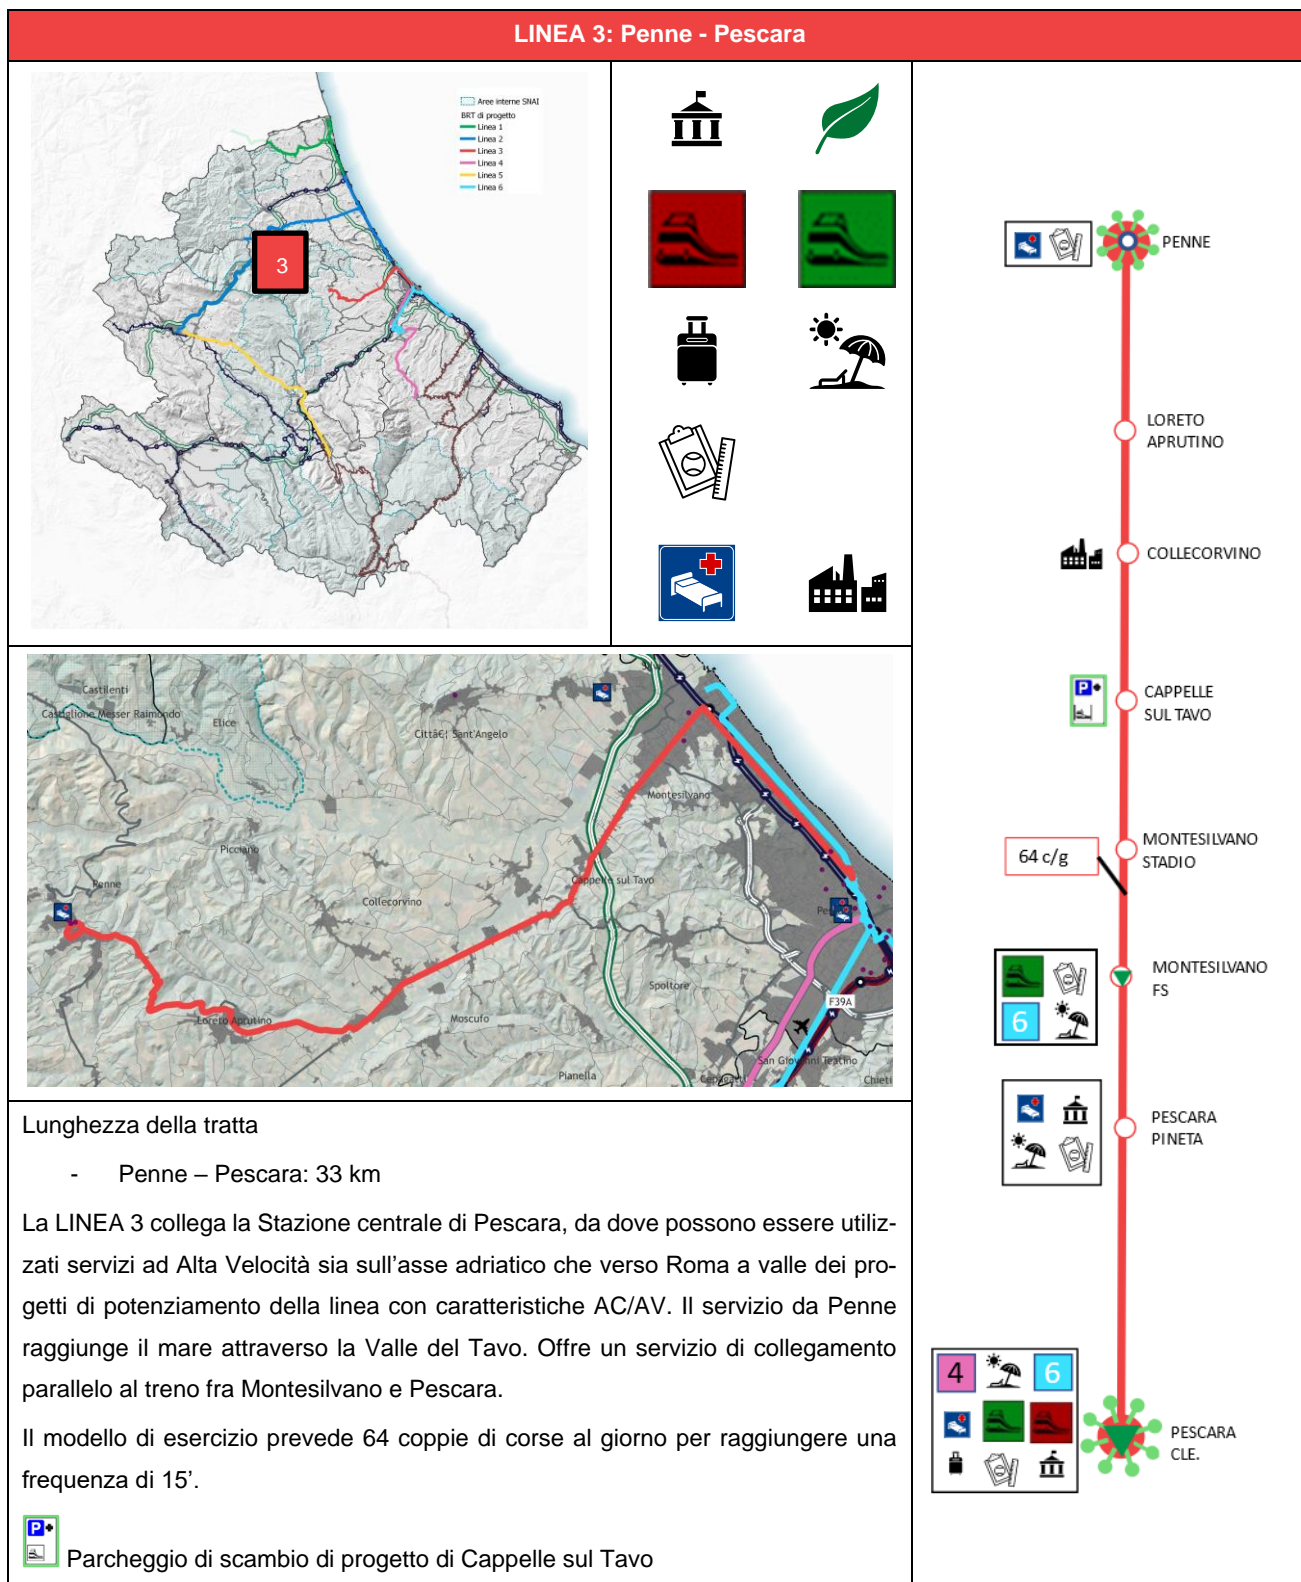 LINEA 3: Penne - Pescara
Aree interne SNAI
BRT di progetto
Linea 1
Linea 2
Linea 3
Linea 4
Linea 5
Linea 6
3
PENNE
LORETO
APRUTINO
COLLECORVINO
P+
CAPPELLE
SUL TAVO
MONTESILVANO
STADIO
64 c/g
MONTESILVANO
FS
6
PESCARA
PINETA
4
6
PESCARA
CLE.
Castilenti
Castiglione Messer Raimondo
Elice
Città€¦ Sant'Angelo
Montesilvano
Picciano
Penne
Collecorvino
Cappelle sul Tavo
Loreto Aprutino
Moscufo
Spoltore
F39A
Pianella
San Giovanni Teatino
Cepagatti
Chieti
Lunghezza della tratta
- Penne – Pescara: 33 km
La LINEA 3 collega la Stazione centrale di Pescara, da dove possono essere utiliz-
zati servizi ad Alta Velocità sia sull'asse adriatico che verso Roma a valle dei pro-
getti di potenziamento della linea con caratteristiche AC/AV. Il servizio da Penne
raggiunge il mare attraverso la Valle del Tavo. Offre un servizio di collegamento
parallelo al treno fra Montesilvano e Pescara.
Il modello di esercizio prevede 64 coppie di corse al giorno per raggiungere una
frequenza di 15'.
P+
Parcheggio di scambio di progetto di Cappelle sul Tavo